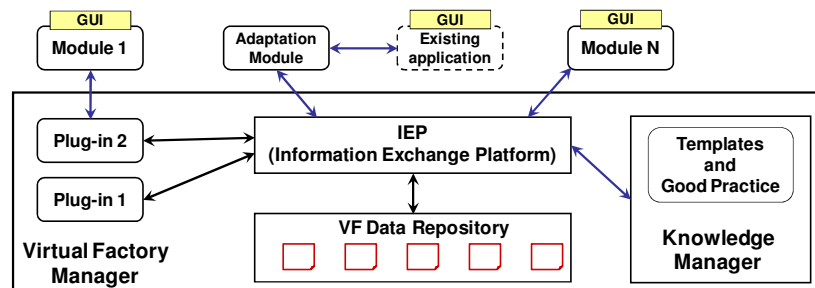 GUI
GUI
GUI
Module 1
Adaptation
Module
Existing
application
Module N
Plug-in 2
IEP
(Information Exchange Platform)
Templates
and
Good Practice
Plug-in 1
VF Data Repository
Virtual Factory
Manager
Knowledge
Manager